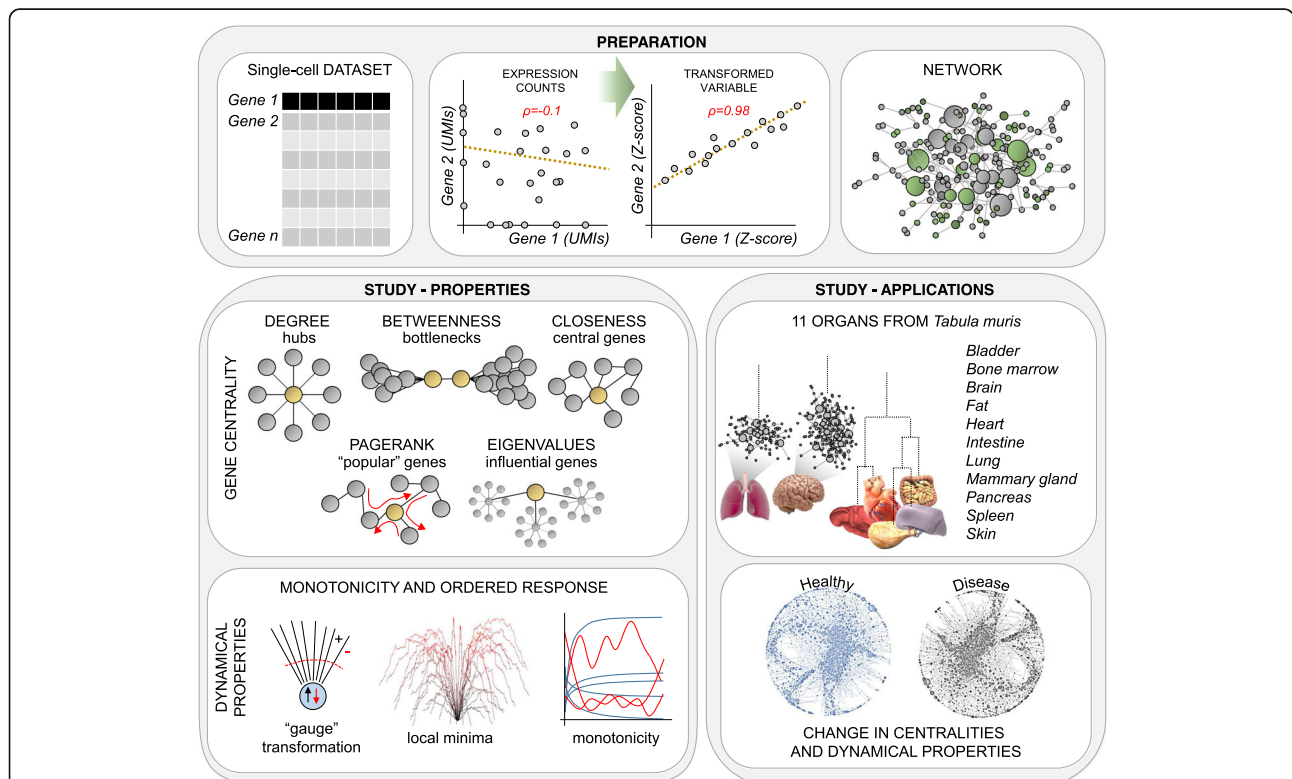 PREPARATION
Single-cell DATASET
Gene 1
Gene 2
Gene n
EXPRESSION
COUNTS
ρ=-0.1
Gene 2 (UMIs)
Gene 1 (UMIs)
TRANSFORMED
VARIABLE
ρ=0.98
Gene 2 (Z-score)
Gene 1 (Z-score)
NETWORK
STUDY - PROPERTIES
GENE CENTRALITY
DEGREE
hubs
BETWEENNESS
bottlenecks
CLOSENESS
central genes
PAGERANK
"popular" genes
EIGENVALUES
influential genes
DYNAMICAL
PROPERTIES
MONOTONICITY AND ORDERED RESPONSE
+
-
"gauge"
transformation
local minima
monotonicity
STUDY - APPLICATIONS
11 ORGANS FROM Tabula muris
Bladder
Bone marrow
Brain
Fat
Heart
Intestine
Lung
Mammary gland
Pancreas
Spleen
Skin
Healthy
Disease
CHANGE IN CENTRALITIES
AND DYNAMICAL PROPERTIES